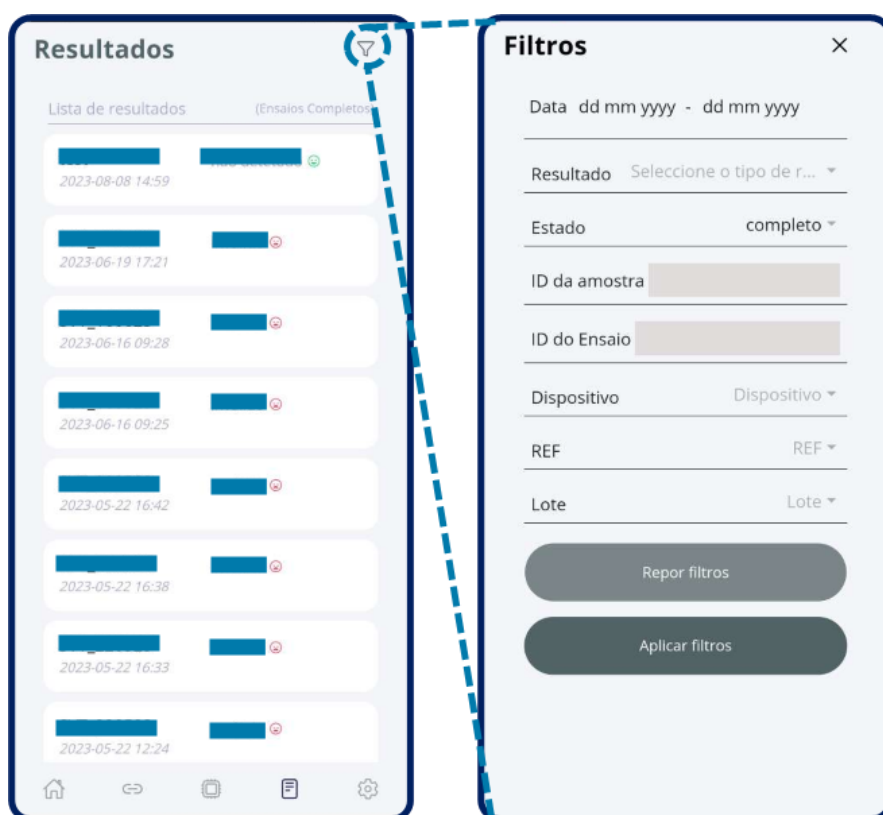 Resultados
Lista de resultados (Ensaios Completos)
2023-08-08 14:59
2023-06-19 17:21
2023-06-16 09:28
2023-06-16 09:25
2023-05-22 16:42
2023-05-22 16:38
2023-05-22 16:33
2023-05-22 12:24
Filtros
Data dd mm yyyy - dd mm yyyy
Resultado Seleccione o tipo de r...
Estado completo
ID da amostra
ID do Ensaio
Dispositivo Dispositivo
REF REF
Lote Lote
Repor filtros
Aplicar filtros